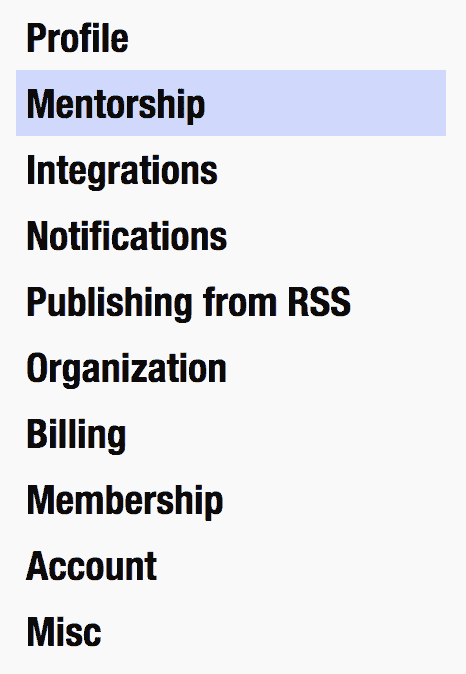 Profile
Mentorship
Integrations
Notifications
Publishing from RSS
Organization
Billing
Membership
Account
Misc